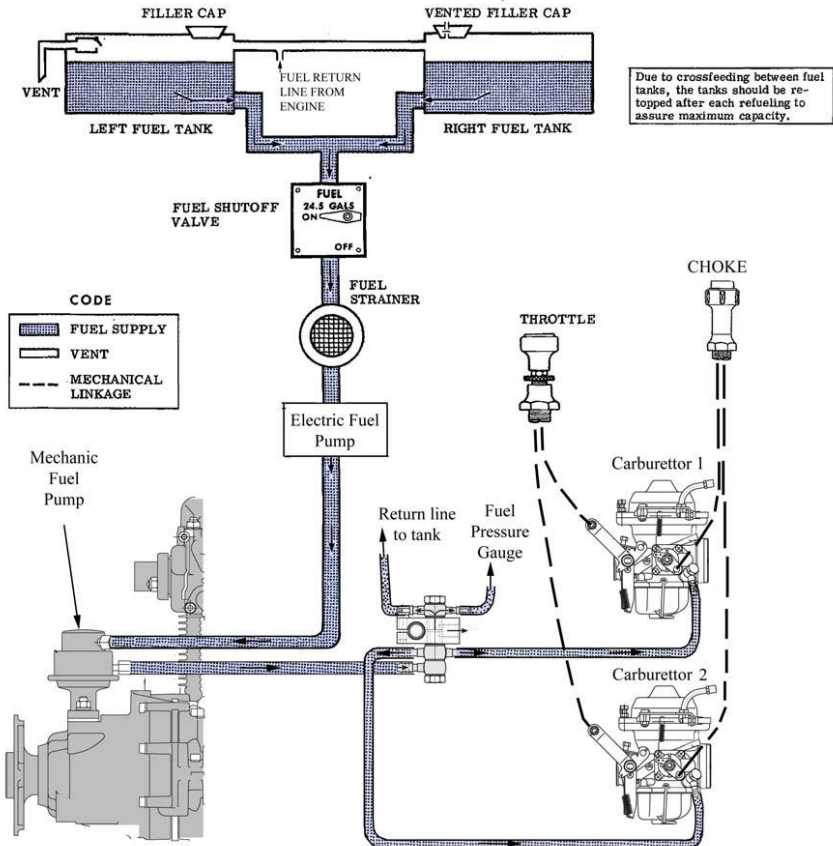 FILLER CAP
VENTED FILLER CAP
VENT
FUEL RETURN
LINE FROM
ENGINE
LEFT FUEL TANK
RIGHT FUEL TANK
Due to crossfeeding between fuel
tanks, the tanks should be re-
topped after each refueling to
assure maximum capacity.
FUEL SHUTOFF
VALVE
FUEL
24.5 GALS
ON
OFF
FUEL
STRAINER
CHOKE
THROTTLE
CODE
FUEL SUPPLY
VENT
MECHANICAL
LINKAGE
Electric Fuel
Pump
Mechanic
Fuel
Pump
Return line
to tank
Fuel
Pressure
Gauge
Carburettor 1
Carburettor 2